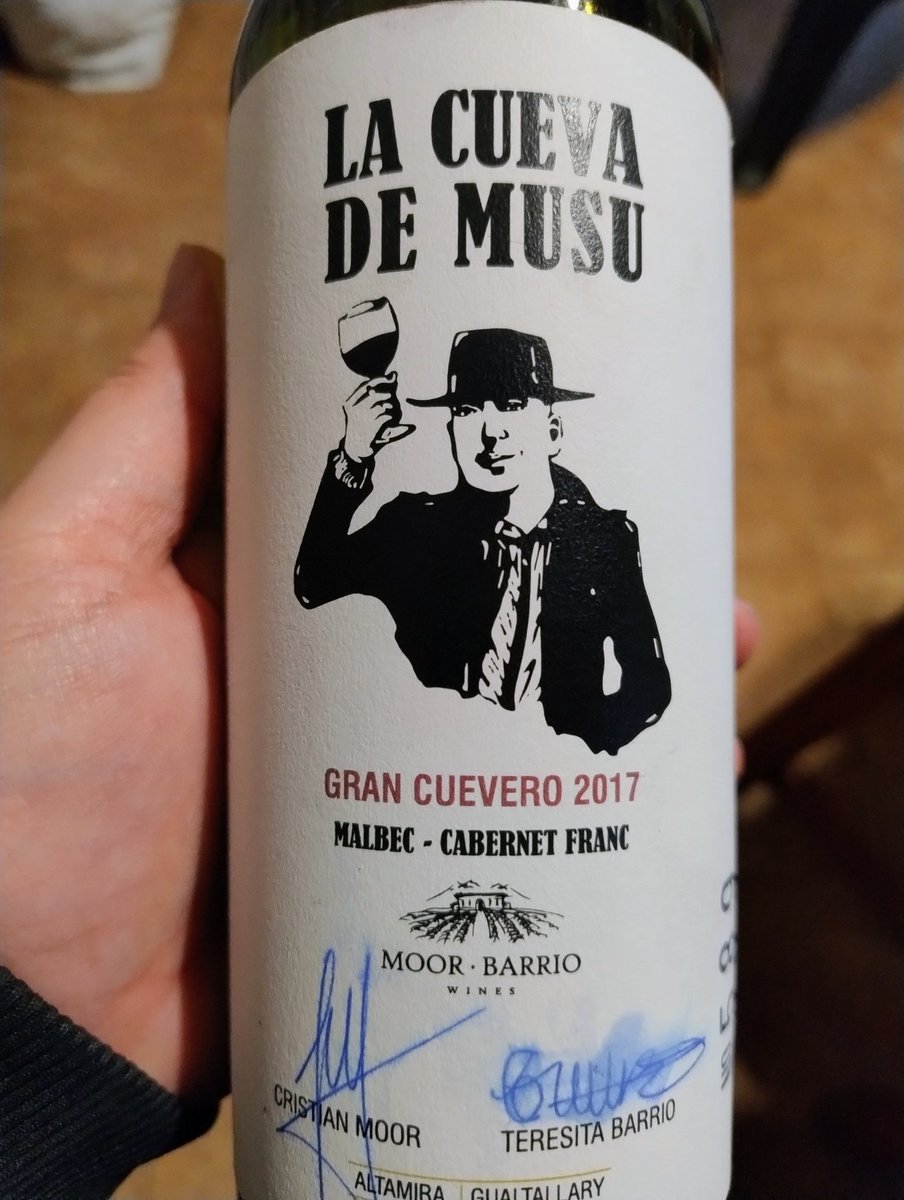 LA CUEVA
DE MUSU
GRAN CUEVERO 2017
MALBEC - CABERNET FRANC
MOOR · BARRIO
WINES
CRISTIAN MOOR
TERESITA BARRIO
ALTAMIRA | GUALTALLARY